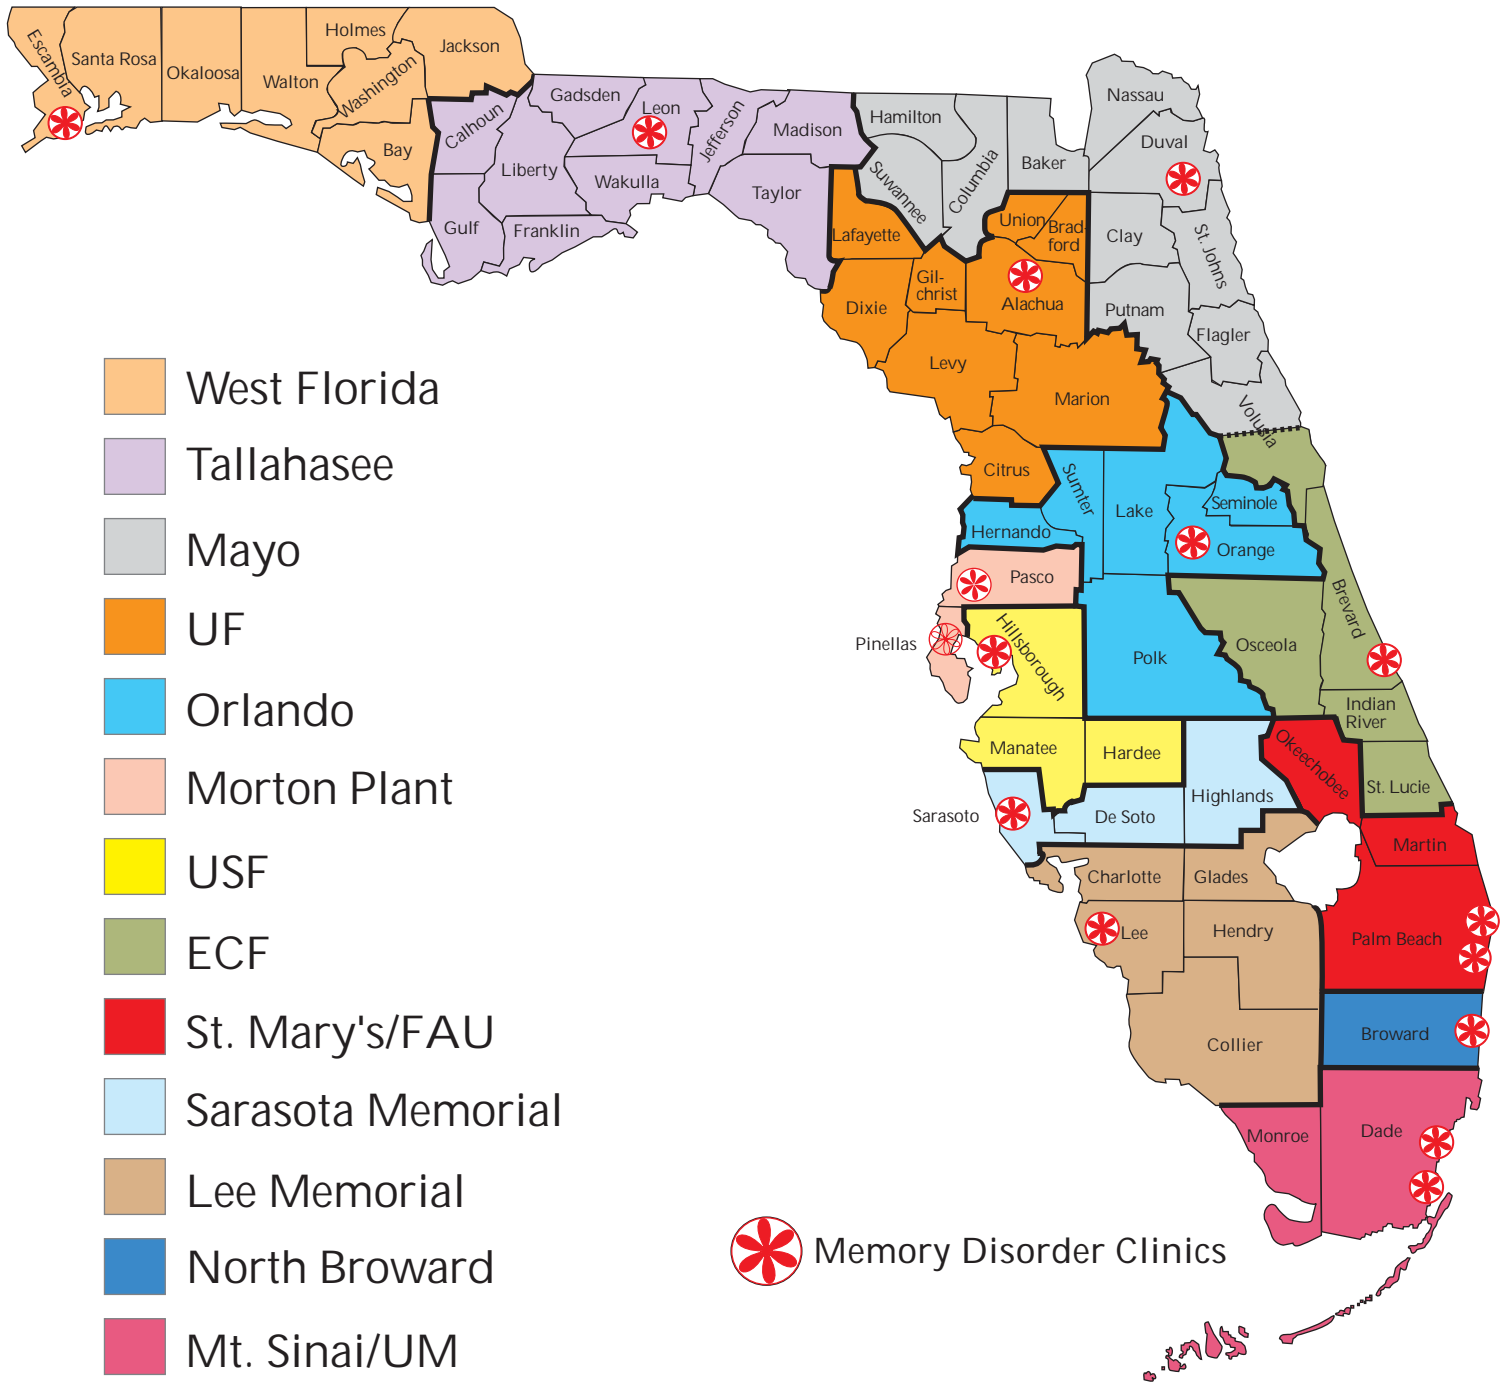 Escambia
Santa Rosa
Okaloosa
Walton
Holmes
Washington
Jackson
Bay
Calhoun
Gulf
Liberty
Gadsden
Franklin
Leon
Wakulla
Jefferson
Madison
Taylor
Hamilton
Suwannee
Columbia
Baker
Nassau
Duval
Clay
St. Johns
Putnam
Flagler
Volusia
Lafayette
Dixie
Gil-
christ
Union
Brad-
ford
Alachua
Levy
Marion
Citrus
Sumter
Lake
Hernando
Seminole
Orange
Pasco
Pinellas
Hillsborough
Polk
Osceola
Brevard
Indian
River
St. Lucie
Okeechobee
Manatee
Hardee
Highlands
Sarasoto
De Soto
Martin
Charlotte
Glades
Lee
Hendry
Palm Beach
Collier
Broward
Monroe
Dade
West Florida
Tallahasee
Mayo
UF
Orlando
Morton Plant
USF
ECF
St. Mary's/FAU
Sarasota Memorial
Lee Memorial
North Broward
Mt. Sinai/UM
Memory Disorder Clinics